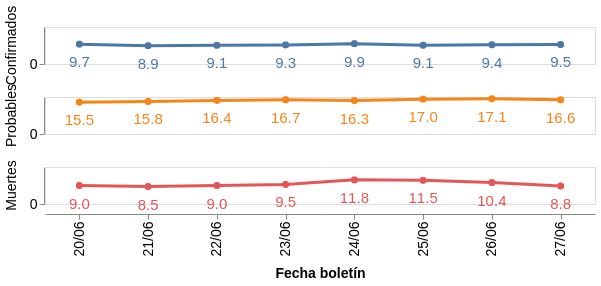 Confirmados
0
9.7 8.9 9.1 9.3 9.9 9.1 9.4 9.5
Probables
0
15.5 15.8 16.4 16.7 16.3 17.0 17.1 16.6
Muertes
0
9.0 8.5 9.0 9.5 11.8 11.5 10.4 8.8
20/06 21/06 22/06 23/06 24/06 25/06 26/06 27/06
Fecha boletín